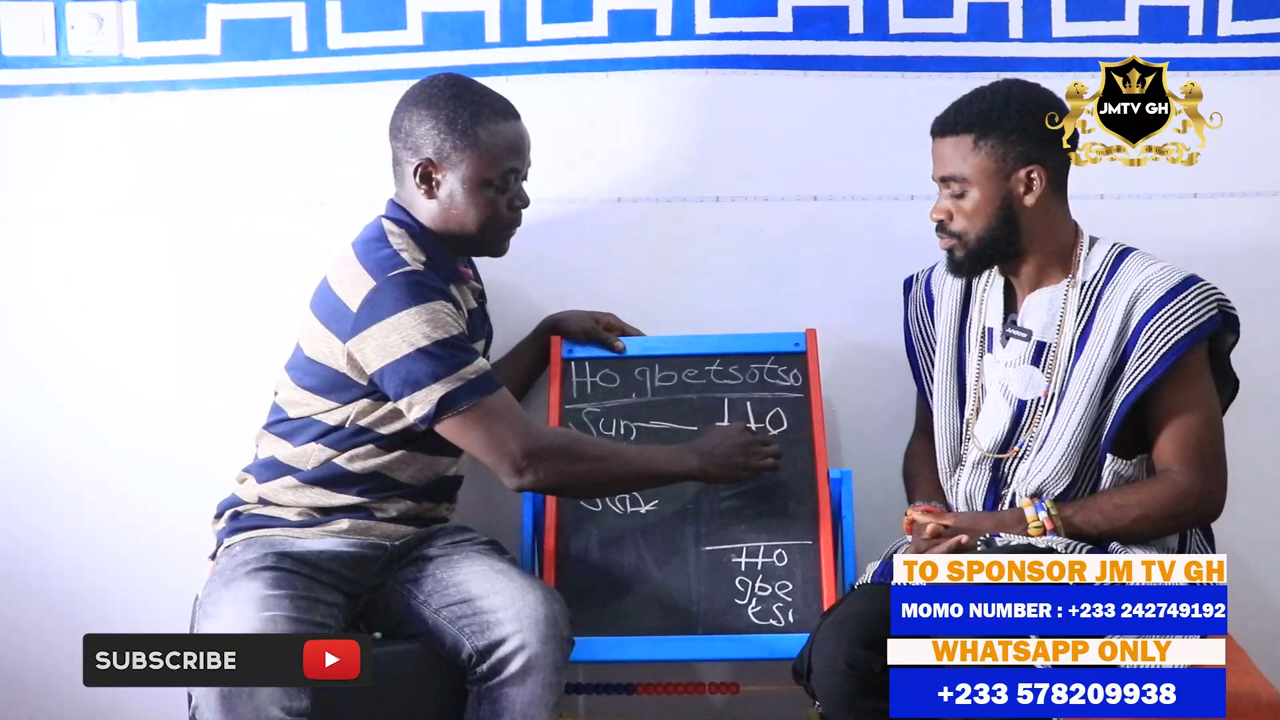 JMTV GH
Ho gbetsotso
Sun HO
Ho
gbe
tsi
TO SPONSOR JM TV GH
MOMO NUMBER : +233 242749192
WHATSAPP ONLY
+233 578209938
SUBSCRIBE